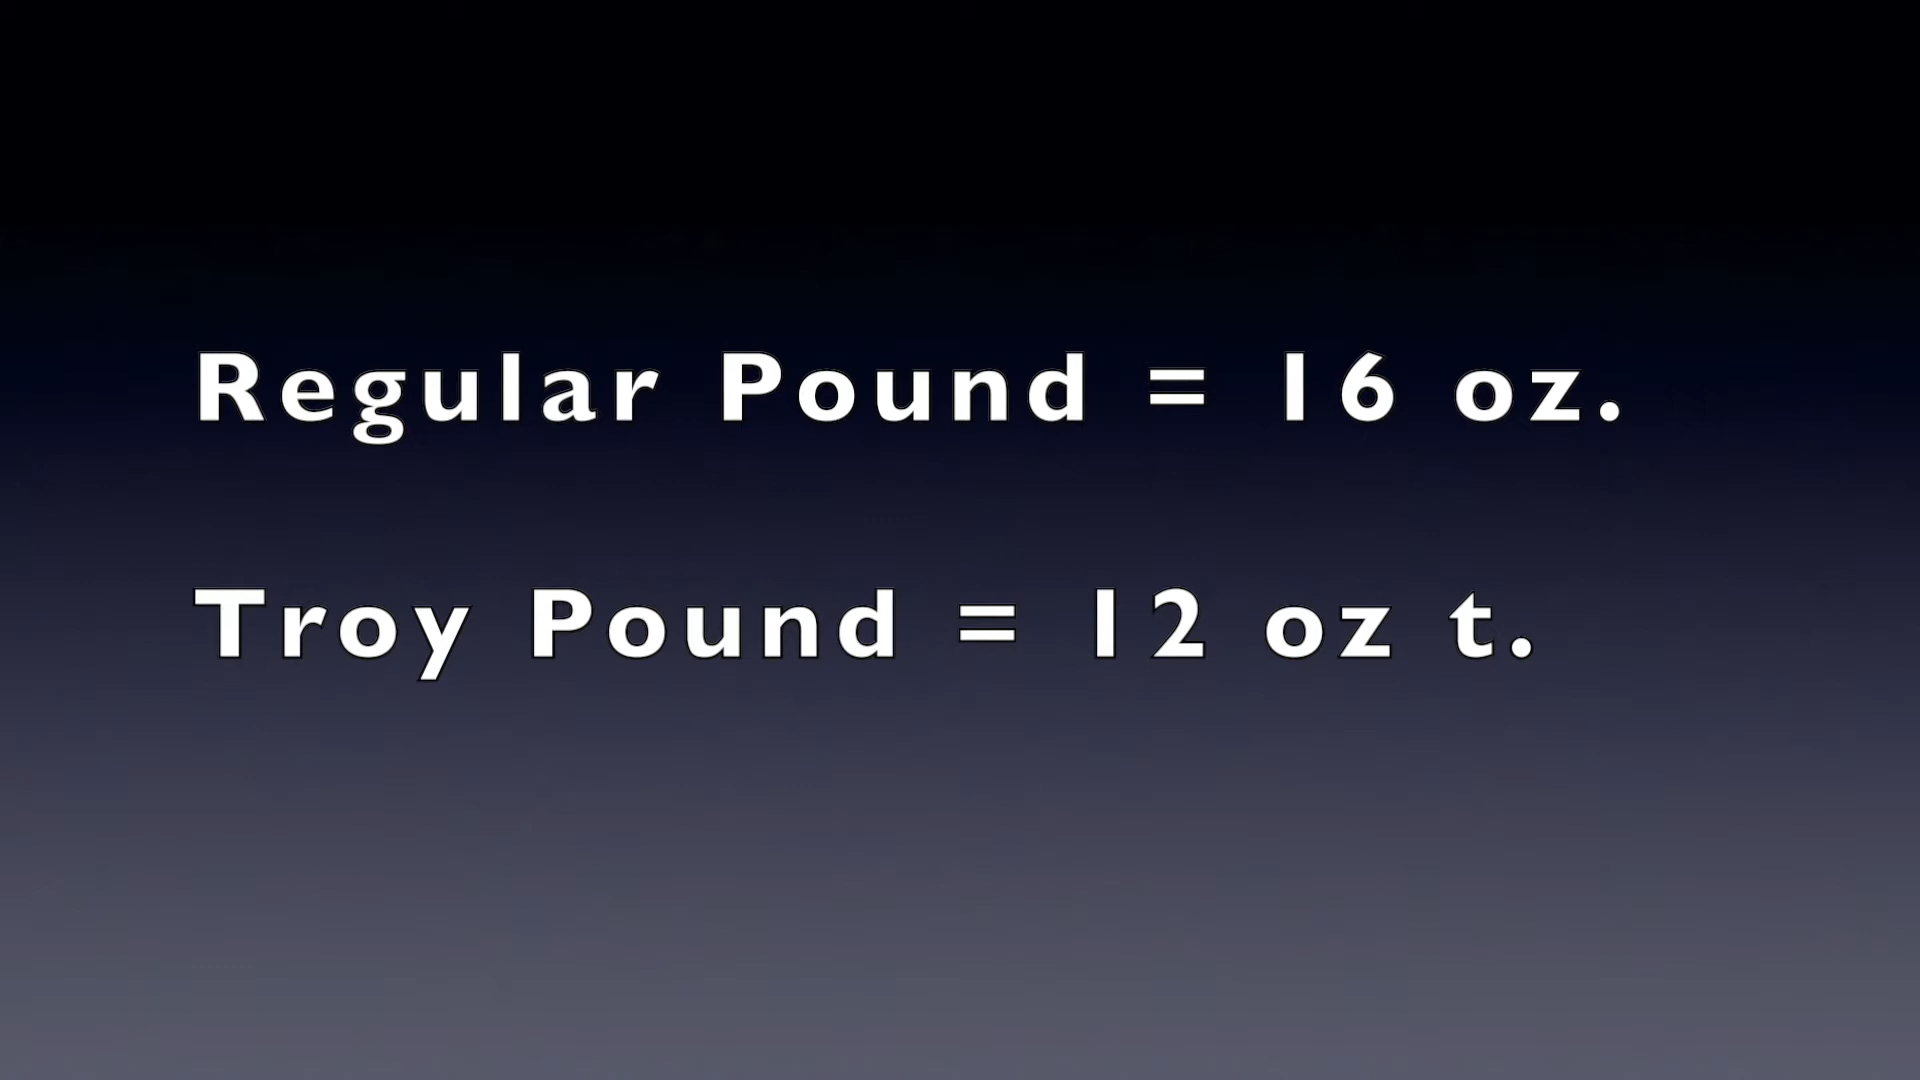 Regular Pound = 16 oz.
Troy Pound = 12 oz t.